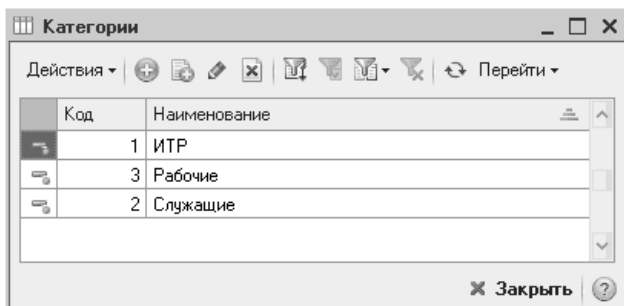 Категории
Действия Перейти
Код Наименование
1 ИТР
3 Рабочие
2 Служащие
Закрыть ?